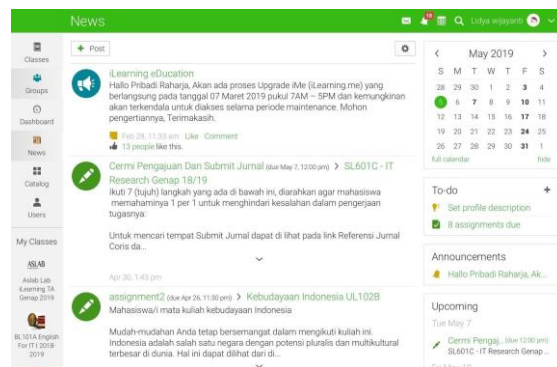 News
18
Lidya wijayanti
Classes
Groups
Dashboard
News
Catalog
Users
My Classes
ASLAB
Aslab Lab
iLearning TA
Genap 2019
BL101A English
For IT I 2018-
2019
+ Post
iLearning eDucation
Hallo Pribadi Raharja, Akan ada proses Upgrade iMe (iLearning.me) yang
berlangsung pada tanggal 07 Maret 2019 pukul 7AM – 5PM dan kemungkinan
akan terkendala untuk diakses selama periode maintenance. Mohon
pengertiannya, Terimakasih.
Feb 28, 11:33 am Like Comment
13 people like this.
Cermi Pengajuan Dan Submit Jurnal (due May 7, 12:00 pm) > SL601C - IT
Research Genap 18/19
Ikuti 7 (tujuh) langkah yang ada di bawah ini, diarahkan agar mahasiswa
memahaminya 1 per 1 untuk menghindari kesalahan dalam pengerjaan
tugasnya:
Untuk mencari tempat Submit Jurnal dapat di lihat pada link Referensi Jurnal
Coris da...
Apr 30, 1:43 pm
assignment2 (due Apr 26, 11:30 pm) > Kebudayaan Indonesia UL102B
Mahasiswa/i mata kuliah kebudayaan Indonesia
Mudah-mudahan Anda tetap bersemangat dalam mengikuti kuliah ini.
Indonesia adalah salah satu negara dengan potensi pluralis dan multikultural
terbesar di dunia. Hal ini dapat dilihat dari di...
< May 2019 >
S M T W T F S
28 29 30 1 2 3 4
5 6 7 8 9 10 11
12 13 14 15 16 17 18
19 20 21 22 23 24 25
26 27 28 29 30 31 1
full calendar hide
To-do +
Set profile description
8 assignments due
Announcements
Hallo Pribadi Raharja, Ak...
Upcoming
Tue May 7
Cermi Pengaj... (due 12:00 pm)
SL601C - IT Research Genap ...